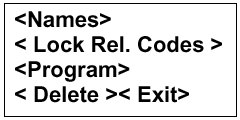 <Names>
< Lock Rel. Codes >
<Program>
< Delete >< Exit>